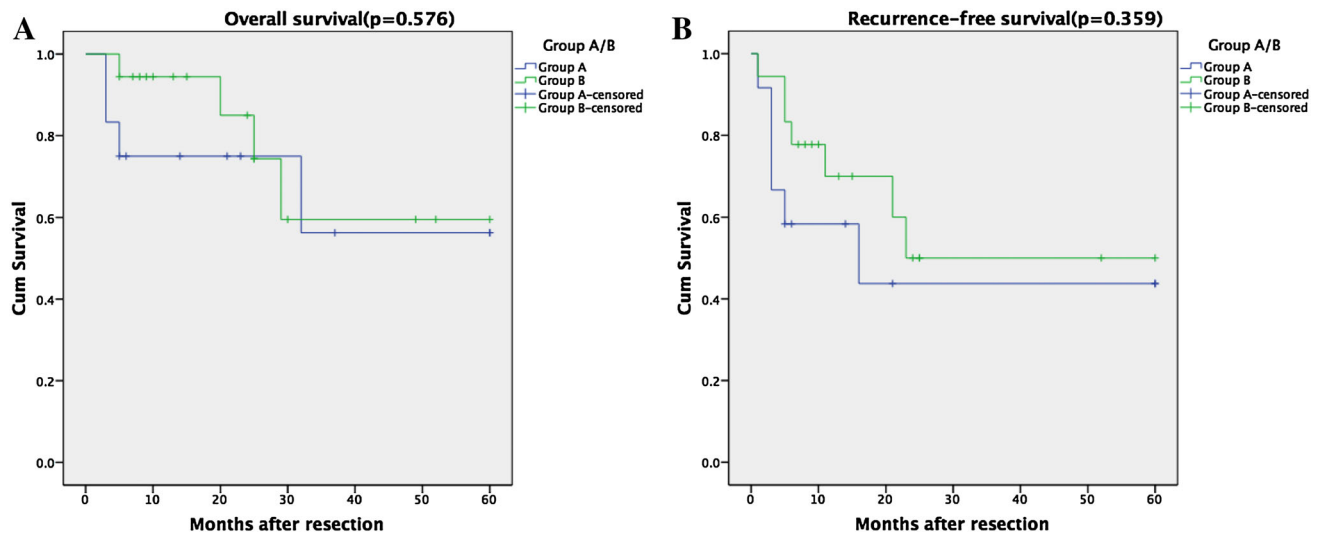 A
Overall survival(p=0.576)
Group A/B
Group A
Group B
Group A-censored
Group B-censored
Cum Survival
1.0
0.8
0.6
0.4
0.2
0.0
0 10 20 30 40 50 60
Months after resection
B
Recurrence-free survival(p=0.359)
Group A/B
Group A
Group B
Group A-censored
Group B-censored
Cum Survival
1.0
0.8
0.6
0.4
0.2
0.0
0 10 20 30 40 50 60
Months after resection